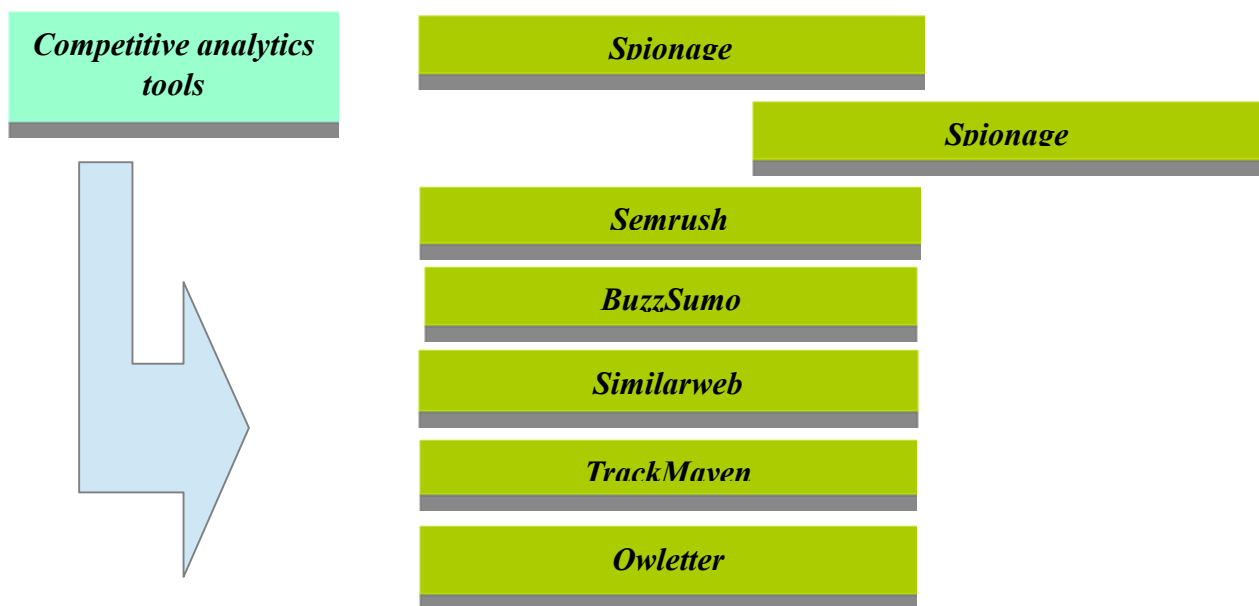 Competitive analytics
tools
Spionage
Spionage
Semrush
BuzzSumo
Similarweb
TrackMaven
Owletter